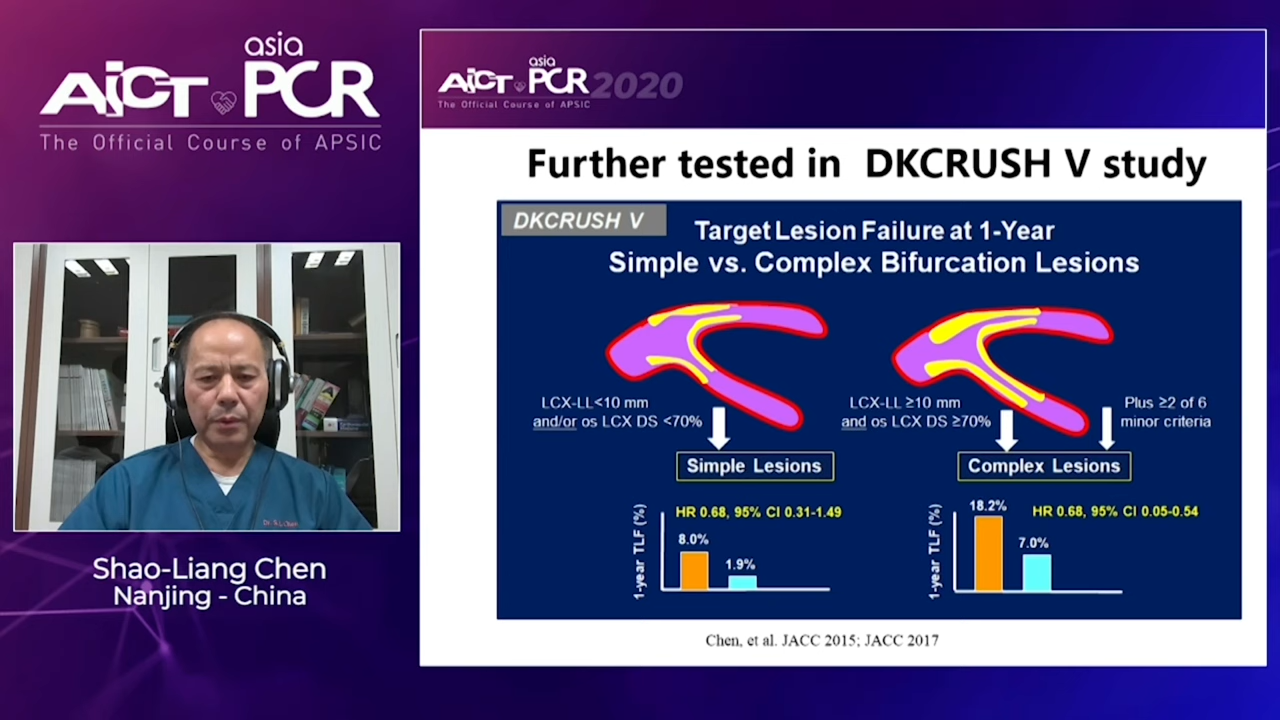 asia
AICT PCR
The Official Course of APSIC
Dr. S.L Chen
Shao-Liang Chen
Nanjing - China
asia
AICT PCR 2020
The Official Course of APSIC
Further tested in DKCRUSH V study
DKCRUSH V
Target Lesion Failure at 1-Year
Simple vs. Complex Bifurcation Lesions
LCX-LL<10 mm
and/or os LCX DS <70%
Simple Lesions
1-year TLF (%)
HR 0.68, 95% CI 0.31-1.49
8.0%
1.9%
LCX-LL ≥10 mm
and os LCX DS ≥70%
Plus ≥2 of 6
minor criteria
Complex Lesions
1-year TLF (%)
18.2%
HR 0.68, 95% CI 0.05-0.54
7.0%
Chen, et al. JACC 2015; JACC 2017